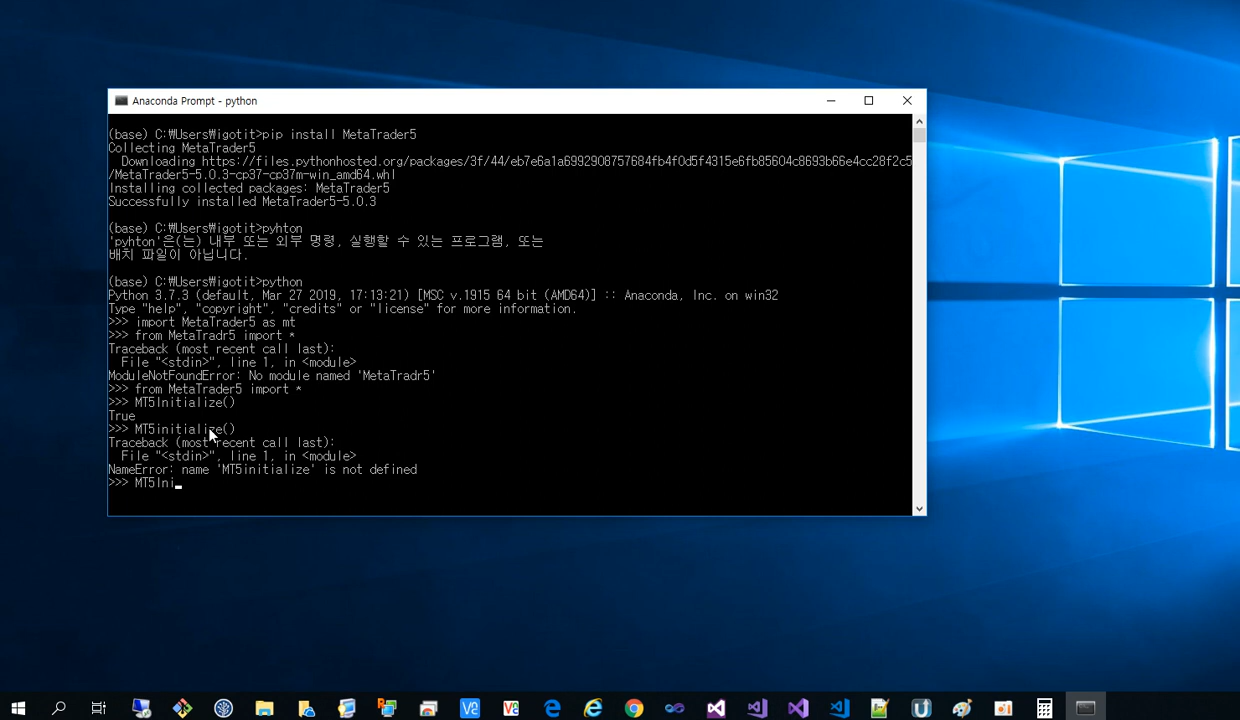 Anaconda Prompt - python
(base) C:₩Users₩igotit>pip install MetaTrader5
Collecting MetaTrader5
Downloading https://files.pythonhosted.org/packages/3f/44/eb7e6a1a6992908757684fb4f0d5f4315e6fb85604c8693b66e4cc28f2c5
/MetaTrader5-5.0.3-cp37-cp37m-win_amd64.whl
Installing collected packages: MetaTrader5
Successfully installed MetaTrader5-5.0.3
(base) C:₩Users₩igotit>pyhton
'pyhton'은(는) 내부 또는 외부 명령, 실행할 수 있는 프로그램, 또는
배치 파일이 아닙니다.
(base) C:₩Users₩igotit>python
Python 3.7.3 (default, Mar 27 2019, 17:13:21) [MSC v.1915 64 bit (AMD64)] :: Anaconda, Inc. on win32
Type "help", "copyright", "credits" or "license" for more information.
>>> import MetaTrader5 as mt
>>> from MetaTradr5 import *
Traceback (most recent call last):
File "<stdin>", line 1, in <module>
ModuleNotFoundError: No module named 'MetaTradr5'
>>> from MetaTrader5 import *
>>> MT5Initialize()
True
>>> MT5initialize()
Traceback (most recent call last):
File "<stdin>", line 1, in <module>
NameError: name 'MT5initialize' is not defined
>>> MT5Ini